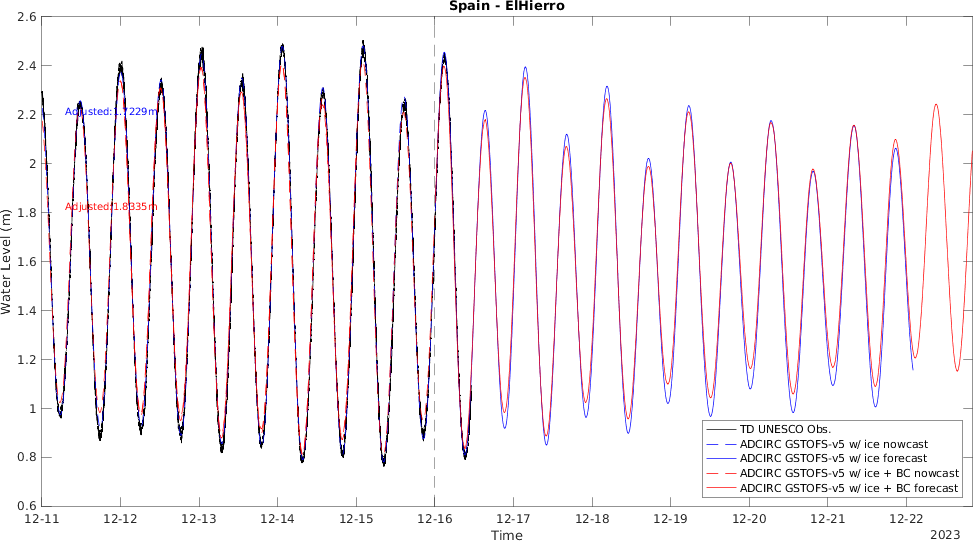 Spain - ElHierro
2.6
2.4
2.2
2
1.8
1.6
1.4
1.2
1
0.8
0.6
Water Level (m)
Adjusted:1.7229m
Adjusted:1.8335m
TD UNESCO Obs.
ADCIRC GSTOFS-v5 w/ ice nowcast
ADCIRC GSTOFS-v5 w/ ice forecast
ADCIRC GSTOFS-v5 w/ ice + BC nowcast
ADCIRC GSTOFS-v5 w/ ice + BC forecast
12-11 12-12 12-13 12-14 12-15 12-16 12-17 12-18 12-19 12-20 12-21 12-22
Time
2023